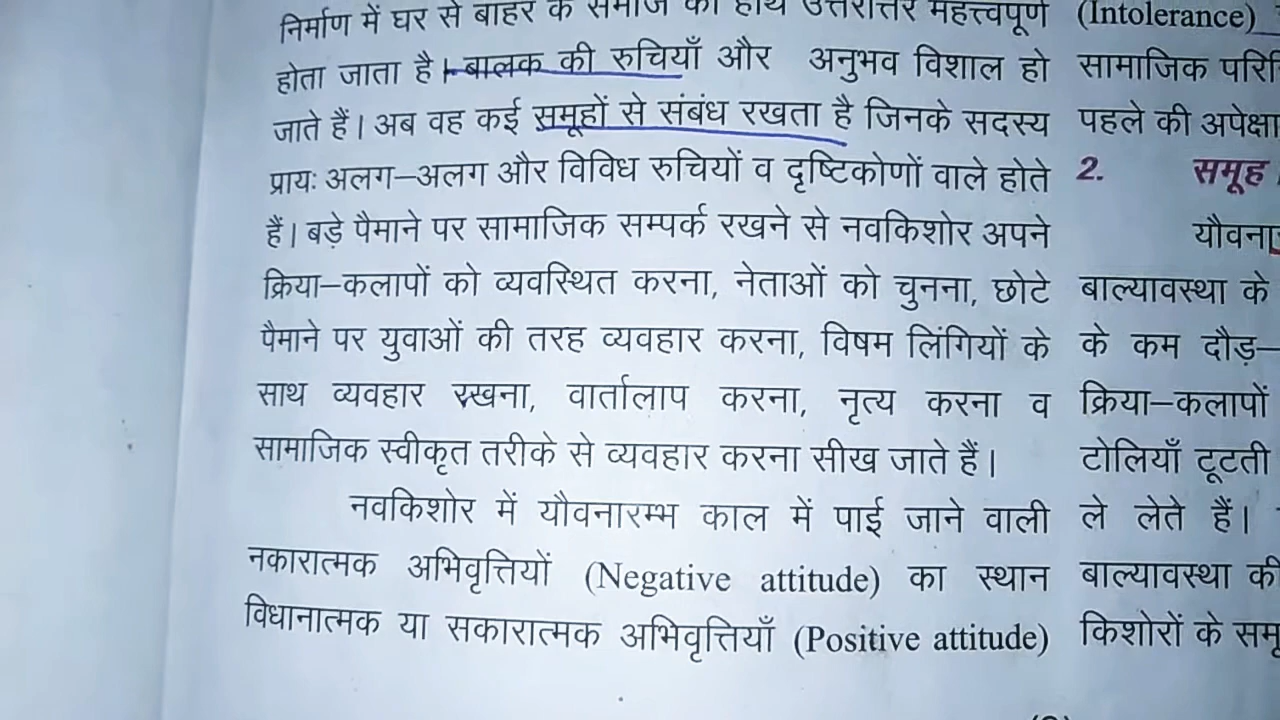 निर्माण में घर से बाहर के समाज का हाथ उत्तरोत्तर महत्त्वपूर्ण
होता जाता है। बालक की रुचियाँ और अनुभव विशाल हो
जाते हैं। अब वह कई समूहों से संबंध रखता है जिनके सदस्य
प्रायः अलग–अलग और विविध रुचियों व दृष्टिकोणों वाले होते
हैं। बड़े पैमाने पर सामाजिक सम्पर्क रखने से नवकिशोर अपने
क्रिया–कलापों को व्यवस्थित करना, नेताओं को चुनना, छोटे
पैमाने पर युवाओं की तरह व्यवहार करना, विषम लिंगियों के
साथ व्यवहार रखना, वार्तालाप करना, नृत्य करना व
सामाजिक स्वीकृत तरीके से व्यवहार करना सीख जाते हैं।
नवकिशोर में यौवनारम्भ काल में पाई जाने वाली
नकारात्मक अभिवृत्तियों (Negative attitude) का स्थान
विधानात्मक या सकारात्मक अभिवृत्तियाँ (Positive attitude)
(Intolerance)
सामाजिक
पहले की अपेक्षा
2. समूह
बाल्यावस्था के
के कम दौड़–
क्रिया–कलापों
टोलियाँ टूटती
ले लेते हैं।
बाल्यावस्था की
किशोरों के